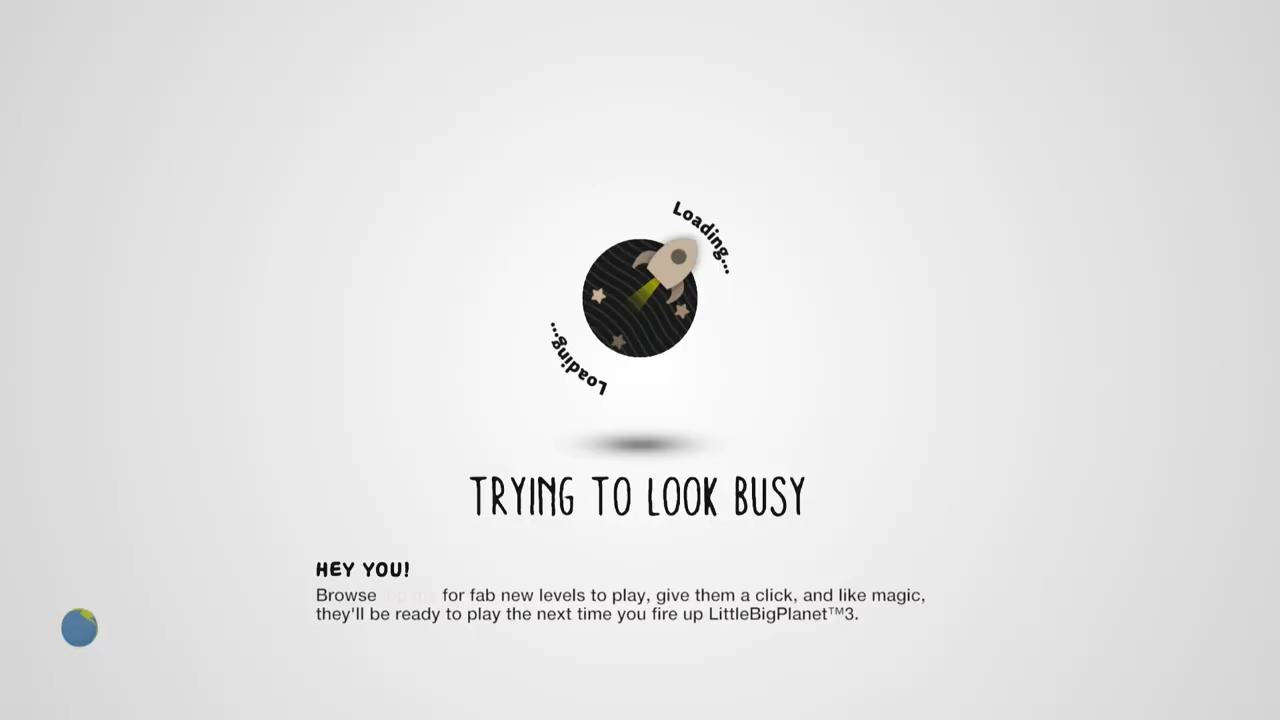 Loading...
Loading...
TRYING TO LOOK BUSY
HEY YOU!
Browse for fab new levels to play, give them a click, and like magic,
they'll be ready to play the next time you fire up LittleBigPlanet™3.